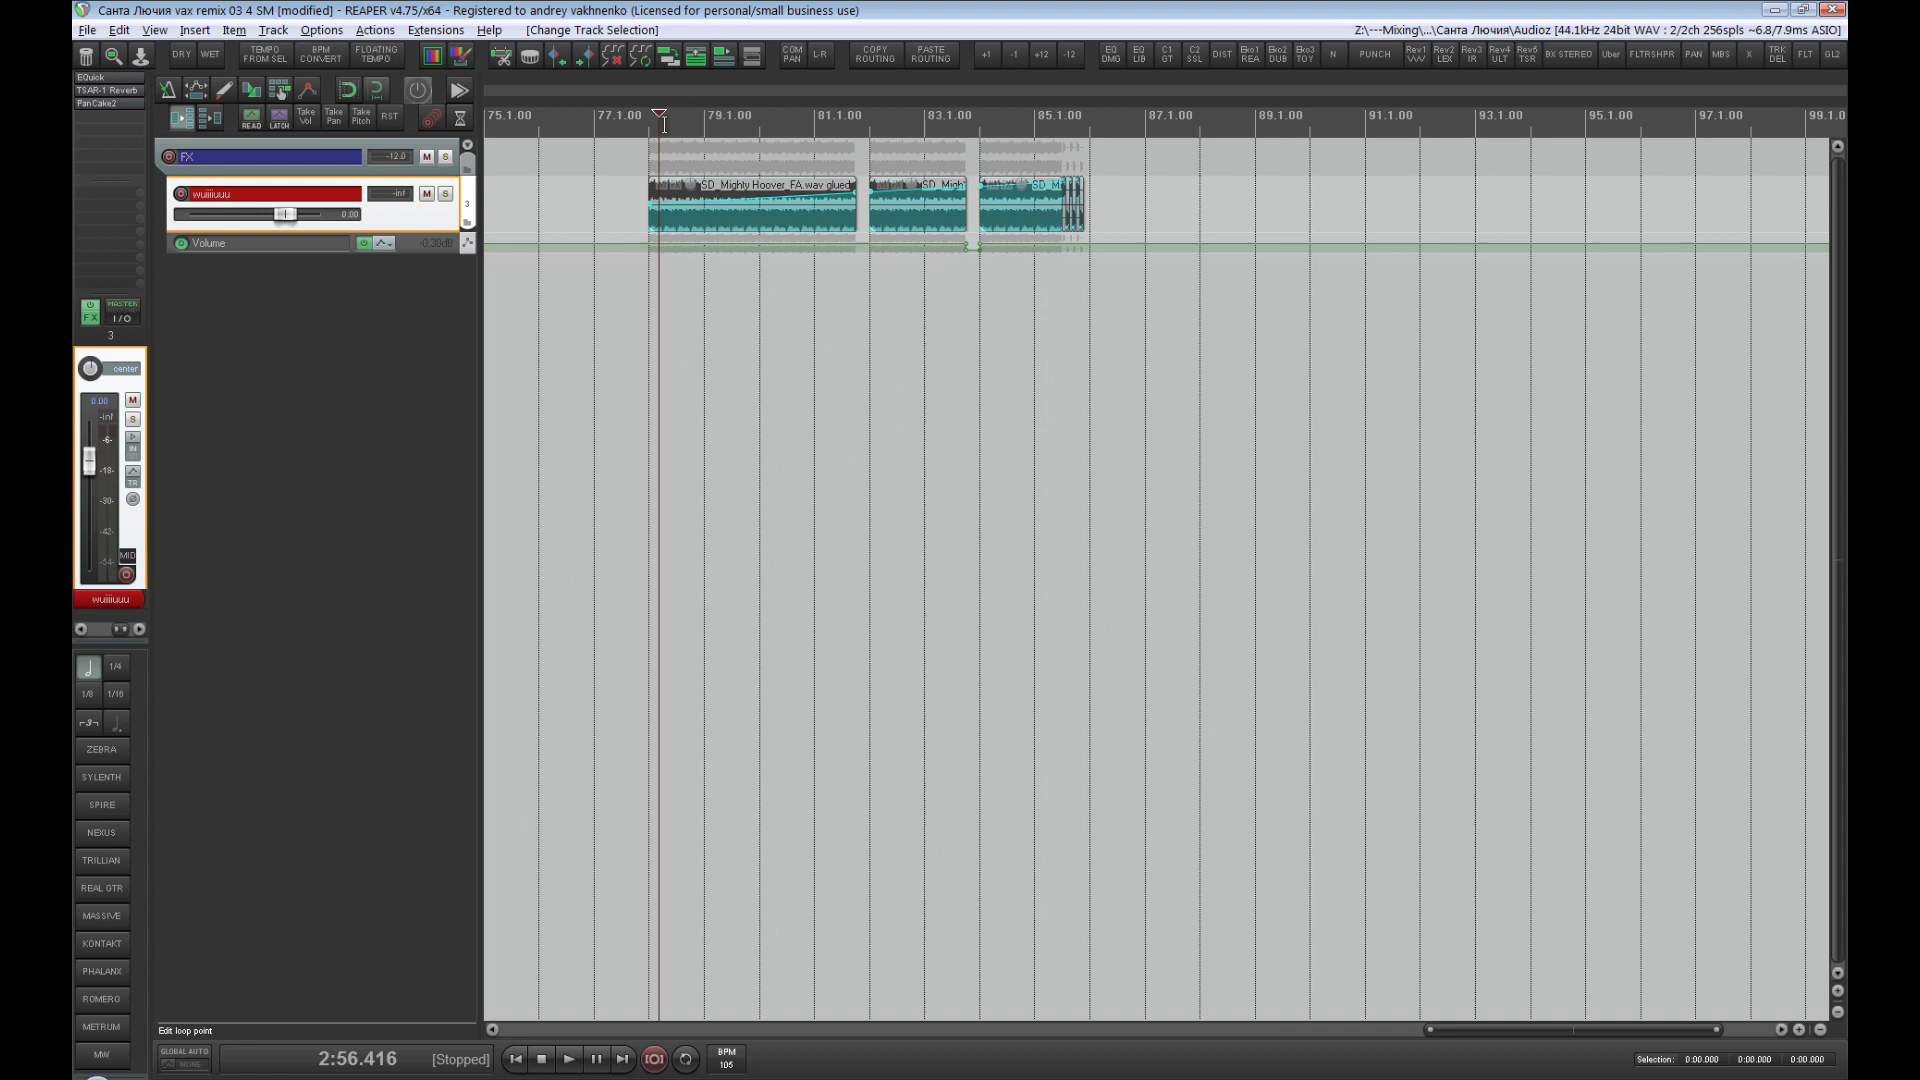 Санта Лючия vax remix 03 4 SM [modified] - REAPER v4.75/x64 - Registered to andrey vakhnenko (Licensed for personal/small business use)
File Edit View Insert Item Track Options Actions Extensions Help [Change Track Selection]
Z:\---Mixing\,...\Санта Лючия\Audioz [44.1kHz 24bit WAV : 2/2ch 256spls ~6.8/7.9ms ASIO]
DRY WET TEMPO FROM SEL BPM CONVERT FLOATING TEMPO COM PAN L-R COPY ROUTING PASTE ROUTING +1 -1 +12 -12 EQ DMG EQ LIB C1 GT C2 SSL DIST Eko1 REA Eko2 DUB Eko3 TOY N PUNCH Rev1 VVV Rev2 LEX Rev3 IR Rev4 ULT Rev5 TSR BX STEREO Uber FLTRSHPR PAN MBS X TRK DEL FLT GL2
EQuick
TSAR-1 Reverb
PanCake2
READ LATCH Take Vol Take Pan Take Pitch RST
75.1.00 77.1.00 79.1.00 81.1.00 83.1.00 85.1.00 87.1.00 89.1.00 91.1.00 93.1.00 95.1.00 97.1.00 99.1.0
FX -12.0 M S
wuiiiuuu -inf M S
0.00
3
Volume -0.30dB
SD_Mighty Hoover_FA.wav glued
SD_Migh
SD_Mi
FX MASTER I/O
3
center
0.00 M
-inf S
-6-
IN
-18-
TR
-30-
-42-
-54-
MID
wuiiiuuu
1/4
1/8 1/16
-3-
ZEBRA
SYLENTH
SPIRE
NEXUS
TRILLIAN
REAL GTR
MASSIVE
KONTAKT
PHALANX
ROMERO
METRUM
MW
Edit loop point
GLOBAL AUTO
NONE
2:56.416 [Stopped]
BPM
105
Selection: 0:00.000 0:00.000 0:00.000